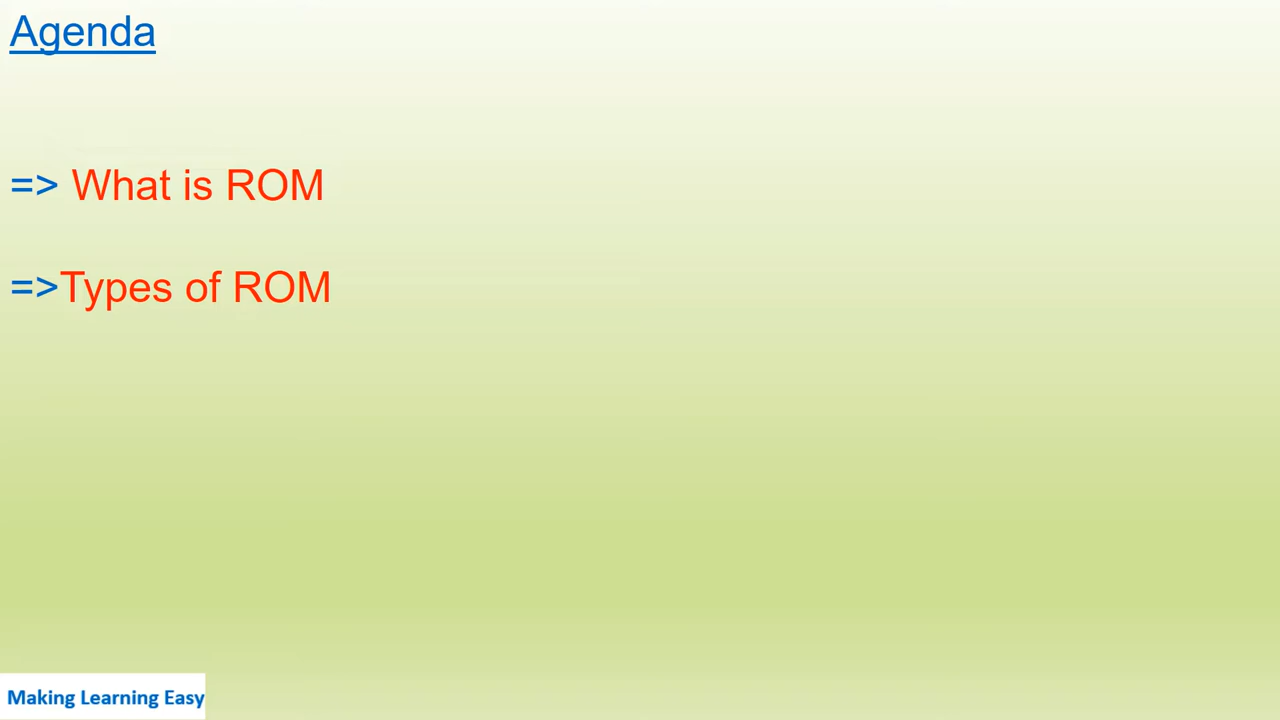 Agenda
=> What is ROM
=>Types of ROM
Making Learning Easy